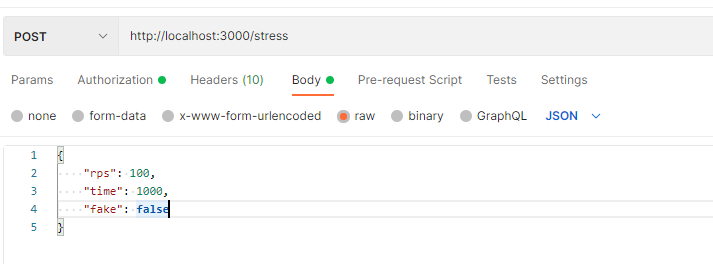 POST http://localhost:3000/stress
Params Authorization Headers (10) Body Pre-request Script Tests Settings
none form-data x-www-form-urlencoded raw binary GraphQL JSON
1 {
2 "rps": 100,
3 "time": 1000,
4 "fake": false
5 }